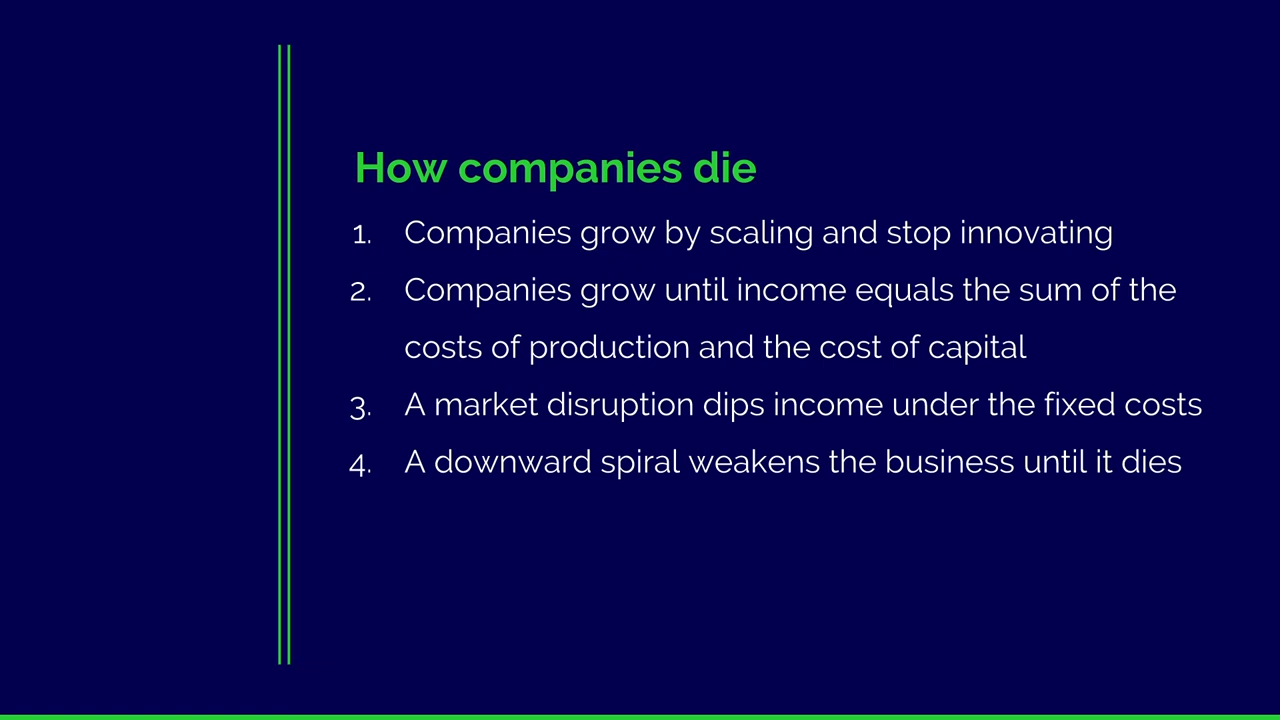 How companies die
1. Companies grow by scaling and stop innovating
2. Companies grow until income equals the sum of the
costs of production and the cost of capital
3. A market disruption dips income under the fixed costs
4. A downward spiral weakens the business until it dies